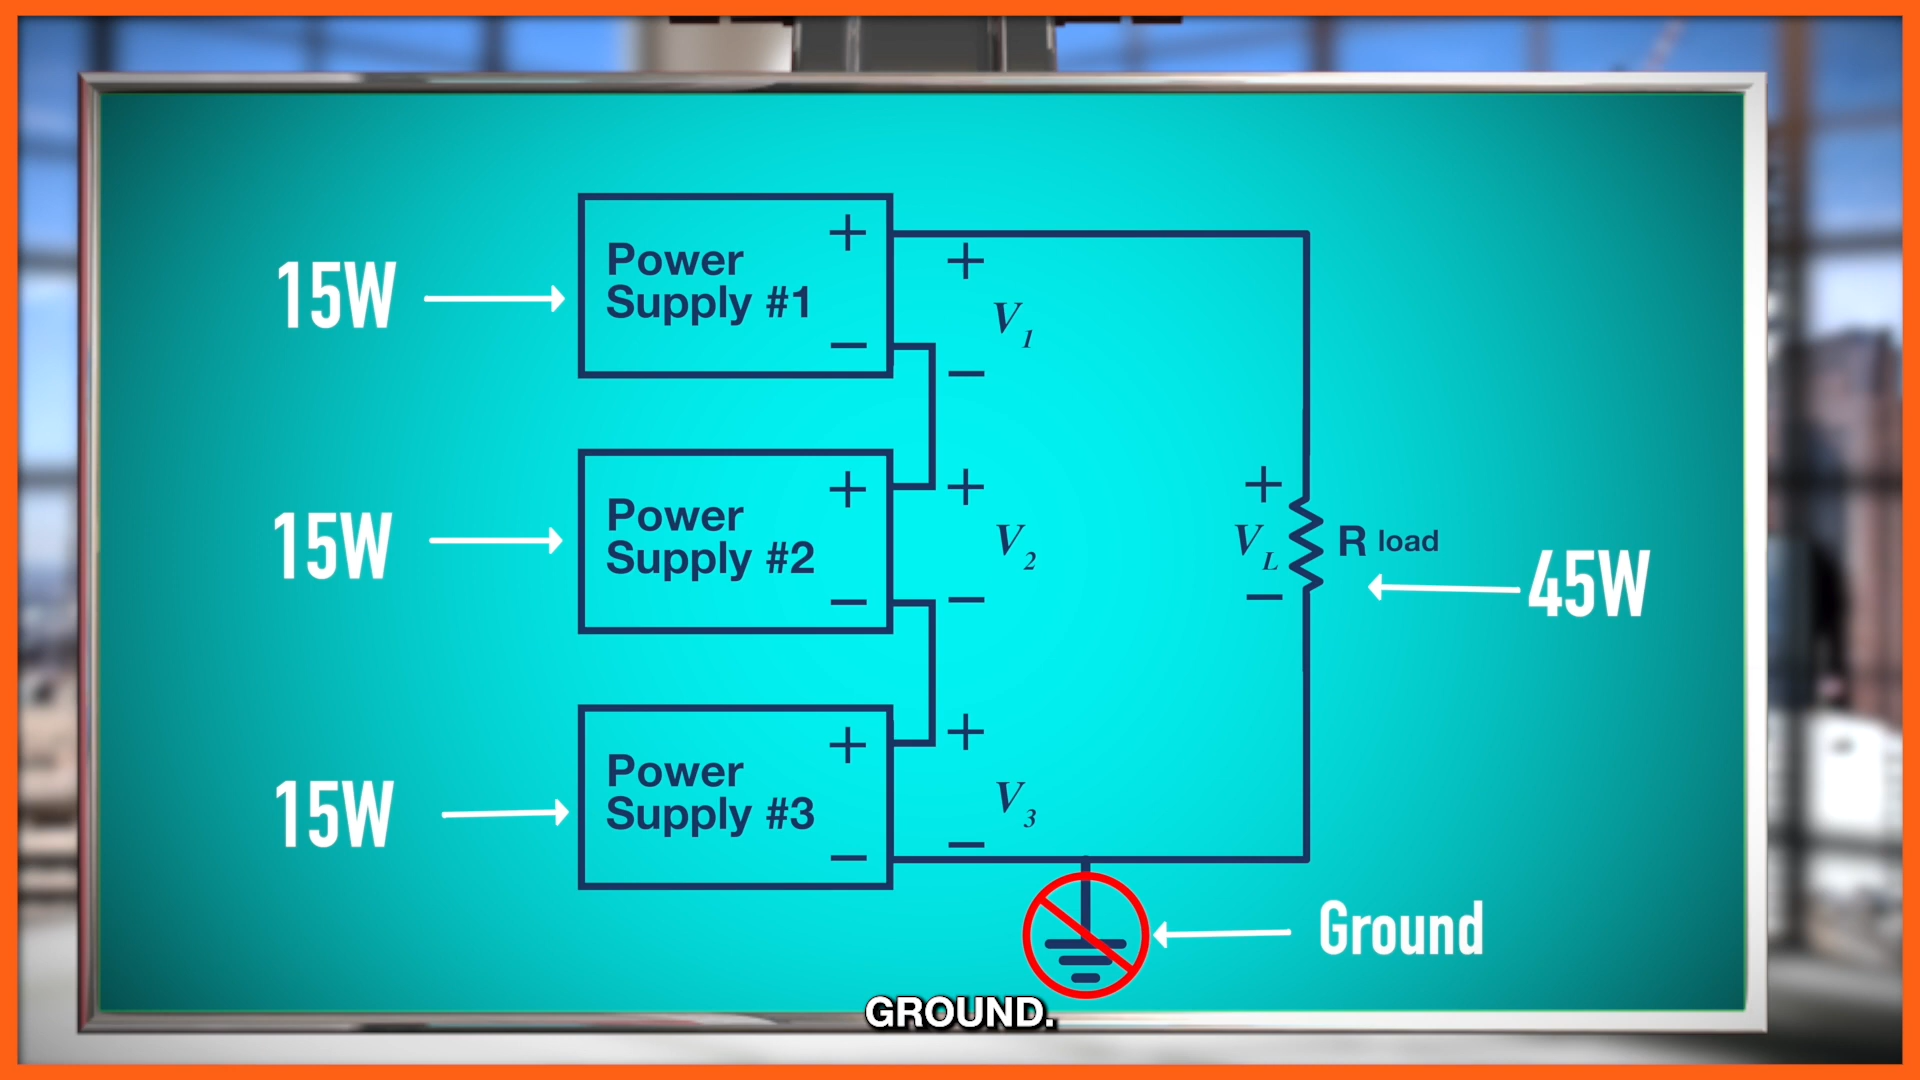 15W
Power
Supply #1
+
−
+
V1
−
15W
Power
Supply #2
+
−
+
V2
−
+
VL
−
R load
45W
15W
Power
Supply #3
+
−
+
V3
−
Ground
GROUND.